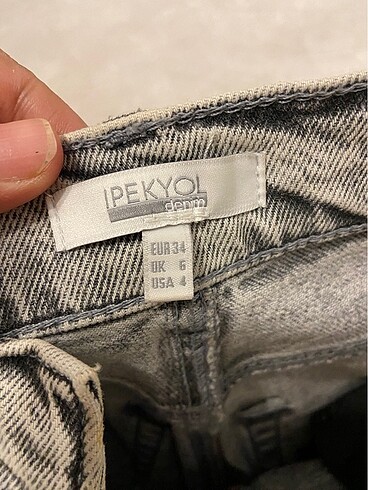 IPEKYOL
denim
EUR 34
UK 6
USA 4